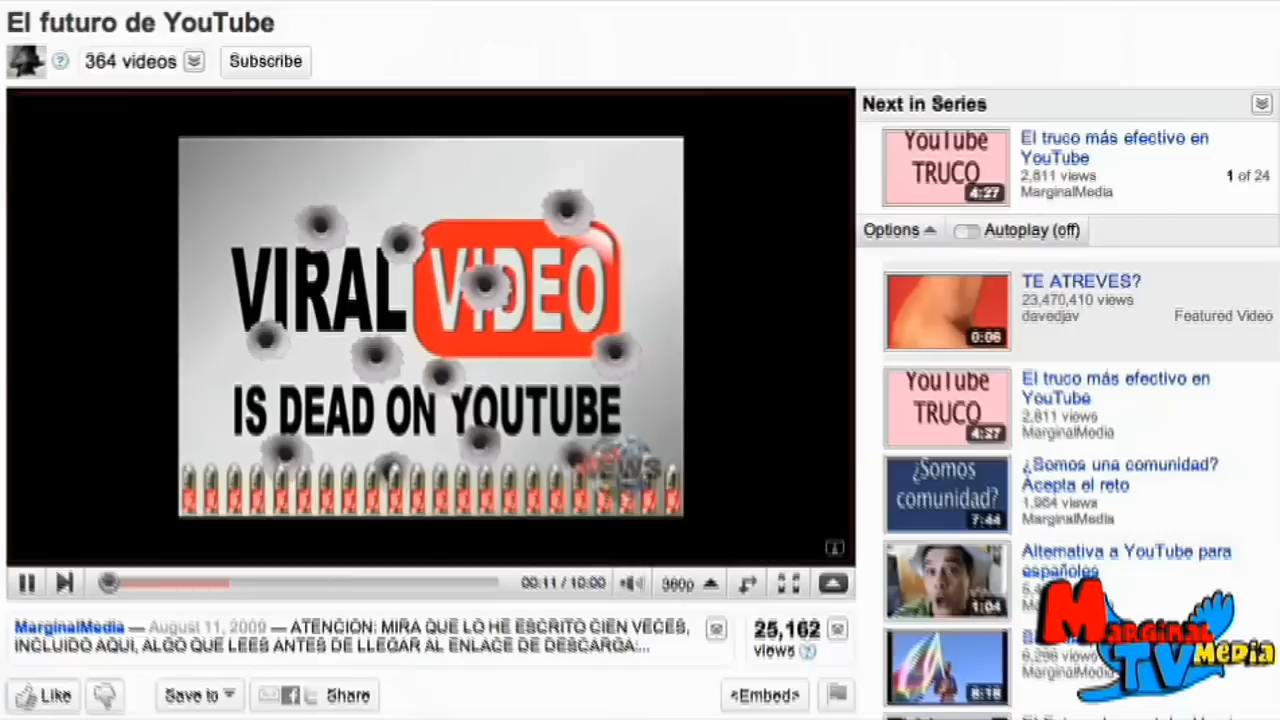 El futuro de YouTube
364 videos
Subscribe
VIRAL VIDEO
IS DEAD ON YOUTUBE
NEWS
00:11 / 10:00
360p
MarginalMedia — August 11, 2009 — ATENCION: MIRA QUE LO HE ESCRITO CIEN VECES,
INCLUIDO AQUI, ALGO QUE LEES ANTES DE LLEGAR AL ENLACE DE DESCARGA:...
25,162
views
Like
Save to
Share
<Embed>
Next in Series
YouTube
TRUCO
4:27
El truco más efectivo en
YouTube
2,811 views
MarginalMedia
1 of 24
Options
Autoplay (off)
0:06
TE ATREVES?
23,470,410 views
davedjav
Featured Video
YouTube
TRUCO
4:27
El truco más efectivo en
YouTube
2,811 views
MarginalMedia
¿Somos
comunidad?
7:44
¿Somos una comunidad?
Acepta el reto
1,964 views
MarginalMedia
1:04
Alternativa a YouTube para
españoles
8:18
6,296 views
MarginalMedia
Marginal
TV Media